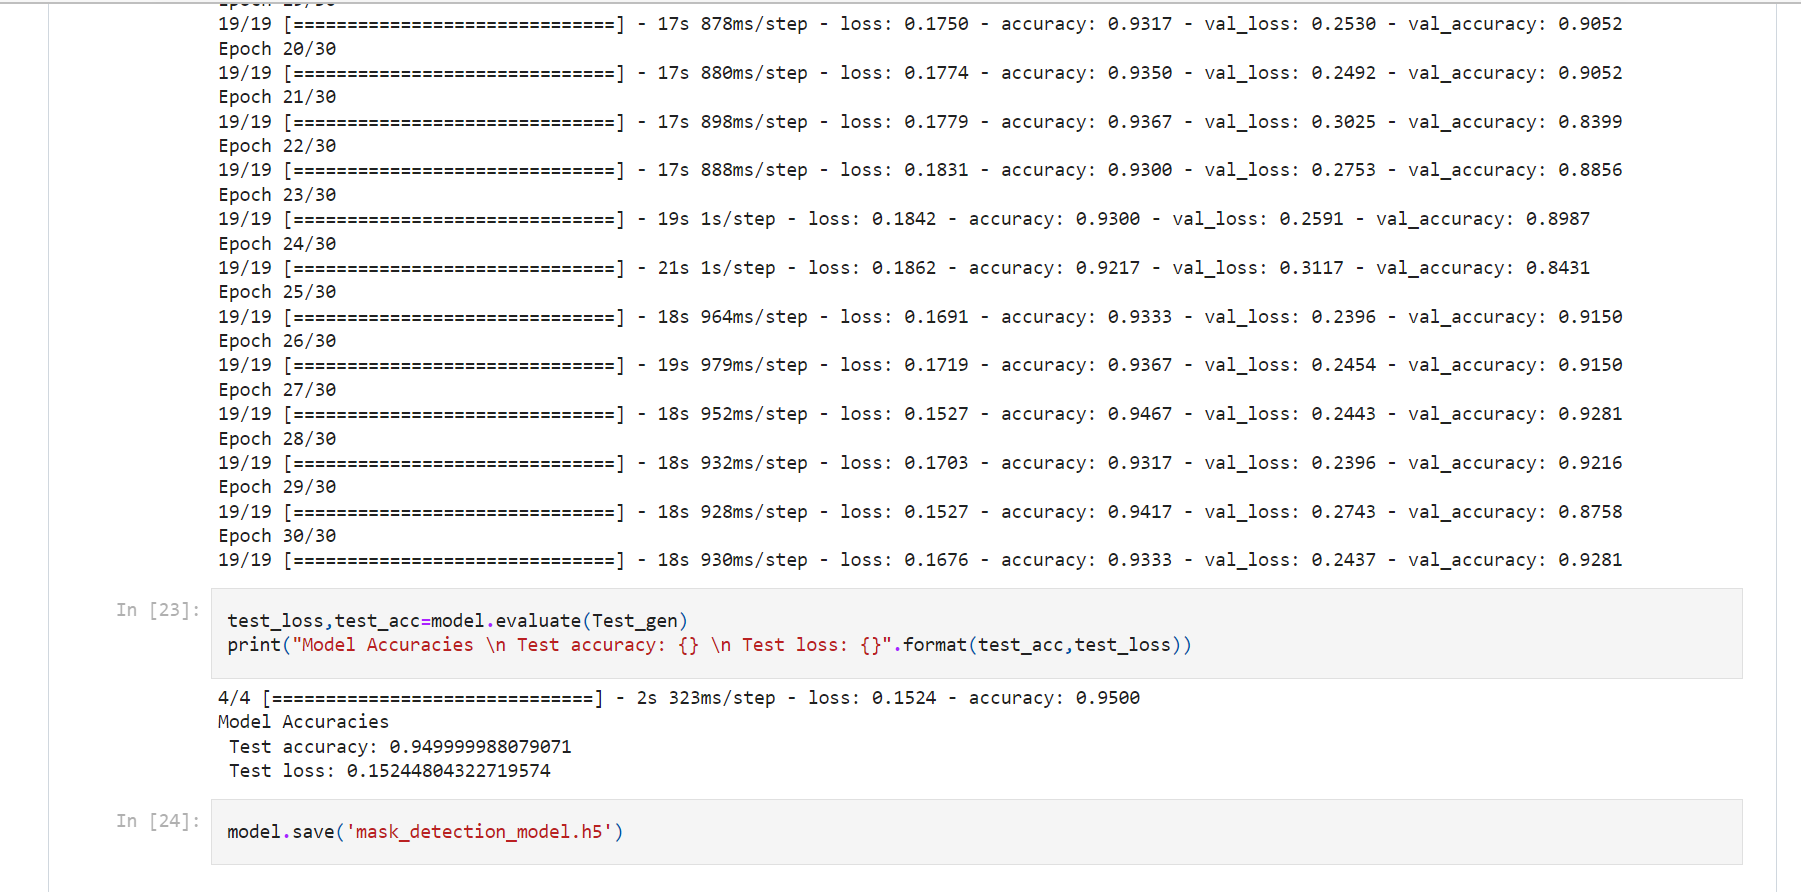 19/19 [==============================] - 17s 878ms/step - loss: 0.1750 - accuracy: 0.9317 - val_loss: 0.2530 - val_accuracy: 0.9052
Epoch 20/30
19/19 [==============================] - 17s 880ms/step - loss: 0.1774 - accuracy: 0.9350 - val_loss: 0.2492 - val_accuracy: 0.9052
Epoch 21/30
19/19 [==============================] - 17s 898ms/step - loss: 0.1779 - accuracy: 0.9367 - val_loss: 0.3025 - val_accuracy: 0.8399
Epoch 22/30
19/19 [==============================] - 17s 888ms/step - loss: 0.1831 - accuracy: 0.9300 - val_loss: 0.2753 - val_accuracy: 0.8856
Epoch 23/30
19/19 [==============================] - 19s 1s/step - loss: 0.1842 - accuracy: 0.9300 - val_loss: 0.2591 - val_accuracy: 0.8987
Epoch 24/30
19/19 [==============================] - 21s 1s/step - loss: 0.1862 - accuracy: 0.9217 - val_loss: 0.3117 - val_accuracy: 0.8431
Epoch 25/30
19/19 [==============================] - 18s 964ms/step - loss: 0.1691 - accuracy: 0.9333 - val_loss: 0.2396 - val_accuracy: 0.9150
Epoch 26/30
19/19 [==============================] - 19s 979ms/step - loss: 0.1719 - accuracy: 0.9367 - val_loss: 0.2454 - val_accuracy: 0.9150
Epoch 27/30
19/19 [==============================] - 18s 952ms/step - loss: 0.1527 - accuracy: 0.9467 - val_loss: 0.2443 - val_accuracy: 0.9281
Epoch 28/30
19/19 [==============================] - 18s 932ms/step - loss: 0.1703 - accuracy: 0.9317 - val_loss: 0.2396 - val_accuracy: 0.9216
Epoch 29/30
19/19 [==============================] - 18s 928ms/step - loss: 0.1527 - accuracy: 0.9417 - val_loss: 0.2743 - val_accuracy: 0.8758
Epoch 30/30
19/19 [==============================] - 18s 930ms/step - loss: 0.1676 - accuracy: 0.9333 - val_loss: 0.2437 - val_accuracy: 0.9281
In [23]:
test_loss,test_acc=model.evaluate(Test_gen)
print("Model Accuracies \n Test accuracy: {} \n Test loss: {}".format(test_acc,test_loss))
4/4 [==============================] - 2s 323ms/step - loss: 0.1524 - accuracy: 0.9500
Model Accuracies
 Test accuracy: 0.949999988079071
 Test loss: 0.15244804322719574
In [24]:
model.save('mask_detection_model.h5')